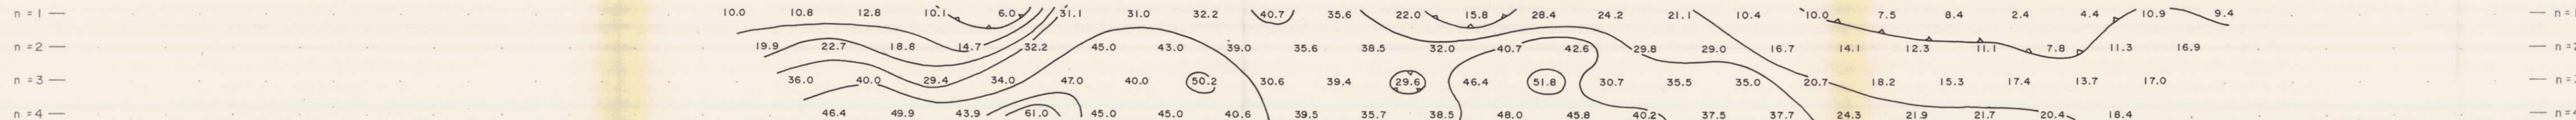 n = 1 — 10.0 10.8 12.8 10.1 6.0 31.1 31.0 32.2 40.7 35.6 22.0 15.8 28.4 24.2 21.1 10.4 10.0 7.5 8.4 2.4 4.4 10.9 9.4 — n = 1
n = 2 — 19.9 22.7 18.8 14.7 32.2 45.0 43.0 39.0 35.6 38.5 32.0 40.7 42.6 29.8 29.0 16.7 14.1 12.3 11.1 7.8 11.3 16.9 — n = 2
n = 3 — 36.0 40.0 29.4 34.0 47.0 40.0 50.2 30.6 39.4 29.6 46.4 51.8 30.7 35.5 35.0 20.7 18.2 15.3 17.4 13.7 17.0 — n =
n = 4 — 46.4 49.9 43.9 61.0 45.0 45.0 40.6 39.5 35.7 38.5 48.0 45.8 40.2 37.5 37.7 24.3 21.9 21.7 20.4 18.4 — n = 4